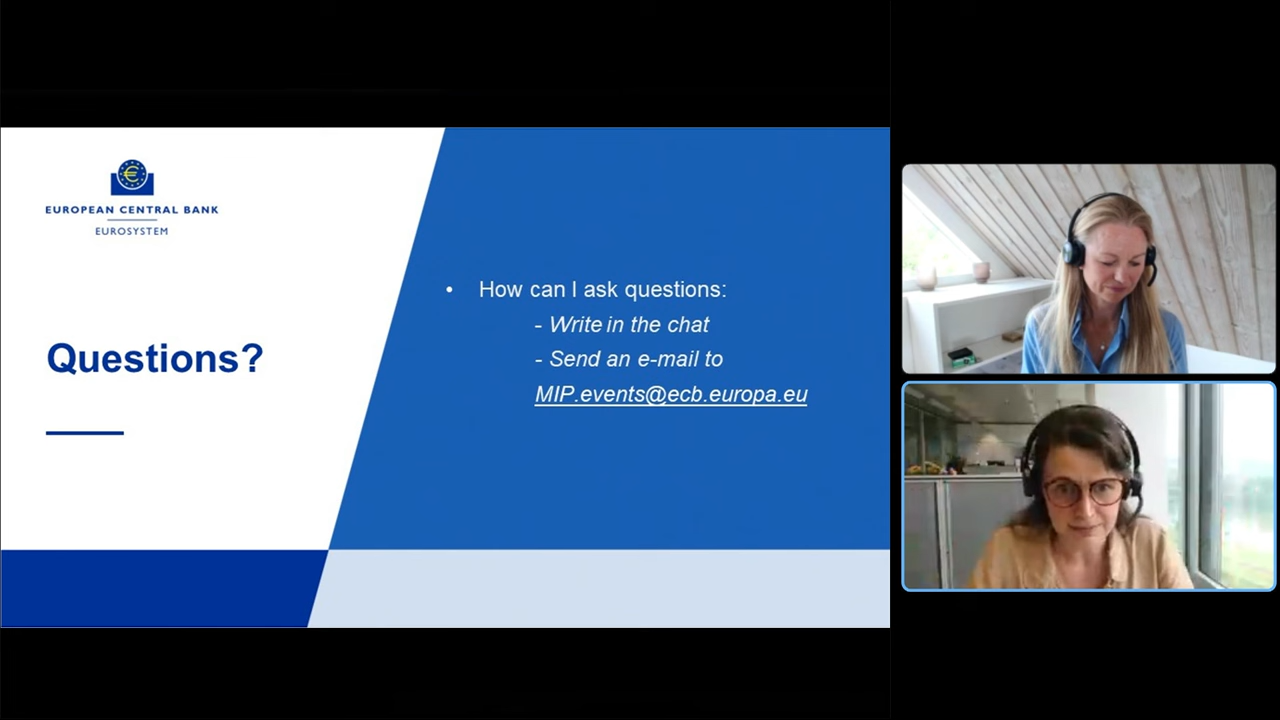 EUROPEAN CENTRAL BANK
EUROSYSTEM
Questions?
• How can I ask questions:
- Write in the chat
- Send an e-mail to
MIP.events@ecb.europa.eu